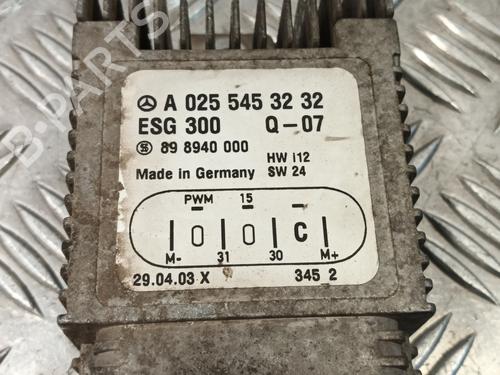 A 025 545 32 32
ESG 300 Q-07
89 8940 000
HW i12
Made in Germany SW 24
PWM 15
C
M- 31 30 M+
29.04.03 X 345 2
B-PARTS